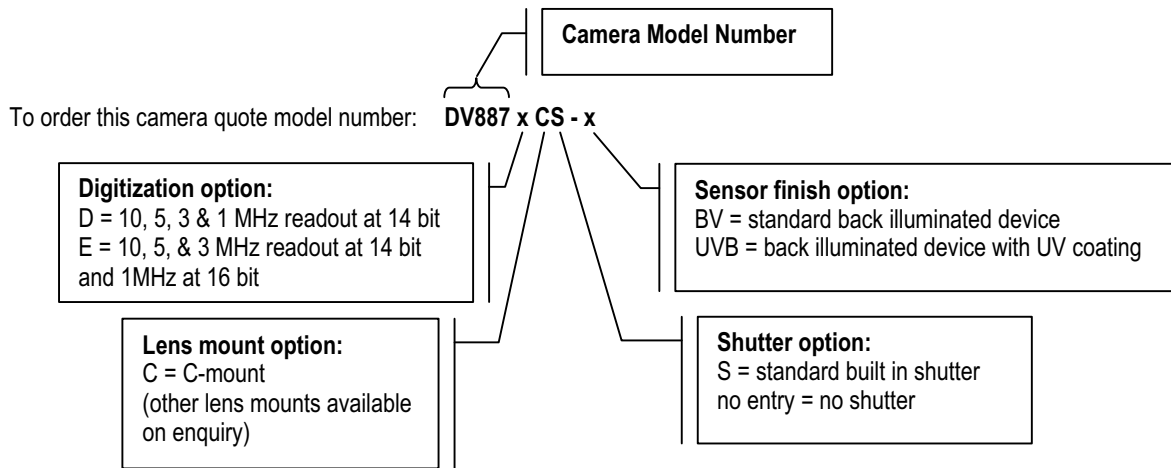 Camera Model Number
To order this camera quote model number: DV887 x CS - x
Digitization option:
D = 10, 5, 3 & 1 MHz readout at 14 bit
E = 10, 5, & 3 MHz readout at 14 bit
and 1MHz at 16 bit
Sensor finish option:
BV = standard back illuminated device
UVB = back illuminated device with UV coating
Lens mount option:
C = C-mount
(other lens mounts available
on enquiry)
Shutter option:
S = standard built in shutter
no entry = no shutter